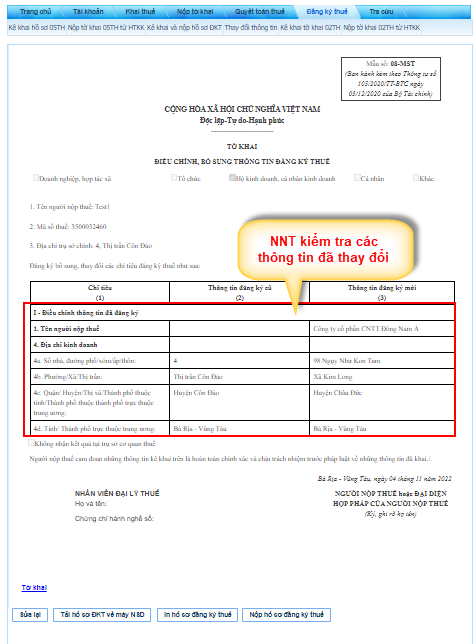 Trang chủ Tài khoản Khai thuế Nộp tờ khai Quyết toán thuế Đăng ký thuế Tra cứu
Kê khai hồ sơ 05TH Nộp tờ khai 05TH từ HTKK Kê khai và nộp hồ sơ ĐKT Thay đổi thông tin Kê khai tờ khai 02TH Nộp tờ khai 02TH từ HTKK
Mẫu số: 08-MST
(Ban hành kèm theo Thông tư số
105/2020/TT-BTC ngày
03/12/2020 của Bộ Tài chính)
CỘNG HÒA XÃ HỘI CHỦ NGHĨA VIỆT NAM
Độc lập-Tự do-Hạnh phúc
-------------------------
TỜ KHAI
ĐIỀU CHỈNH, BỔ SUNG THÔNG TIN ĐĂNG KÝ THUẾ
Doanh nghiệp, hợp tác xã Tổ chức Hộ kinh doanh, cá nhân kinh doanh Cá nhân Khác
1. Tên người nộp thuế: Test1
2. Mã số thuế: 3500032460
3. Địa chỉ trụ sở chính: 4, Thị trấn Côn Đảo
NNT kiểm tra các
thông tin đã thay đổi
Đăng ký bổ sung, thay đổi các chỉ tiêu đăng ký thuế như sau:
Chỉ tiêu Thông tin đăng ký cũ Thông tin đăng ký mới
(1) (2) (3)
I - Điều chỉnh thông tin đã đăng ký
1. Tên người nộp thuế Công ty cổ phần CNTT Đông Nam Á
4. Địa chỉ kinh doanh
4a. Số nhà, đường phố/xóm/ấp/thôn: 4 98 Ngụy Như Kon Tum
4b. Phường/Xã/Thị trấn: Thị trấn Côn Đảo Xã Kim Long
4c. Quận/ Huyện/Thị xã/Thành phố thuộc tỉnh/Thành phố thuộc thành phố trực thuộc trung ương: Huyện Côn Đảo Huyện Châu Đức
4d. Tỉnh/ Thành phố trực thuộc trung ương: Bà Rịa - Vũng Tàu Bà Rịa - Vũng Tàu
Không nhận kết quả tại trụ sở cơ quan thuế
Người nộp thuế cam đoan những thông tin kê khai trên là hoàn toàn chính xác và chịu trách nhiệm trước pháp luật về những thông tin đã khai./.
Bà Rịa - Vũng Tàu, ngày 04 tháng 11 năm 2022
NHÂN VIÊN ĐẠI LÝ THUẾ NGƯỜI NỘP THUẾ hoặc ĐẠI DIỆN
Họ và tên: HỢP PHÁP CỦA NGƯỜI NỘP THUẾ
Chứng chỉ hành nghề số: (Ký, ghi rõ họ tên)
Tờ khai
Sửa lại Tải hồ sơ ĐKT về máy NSD In hồ sơ đăng ký thuế Nộp hồ sơ đăng ký thuế